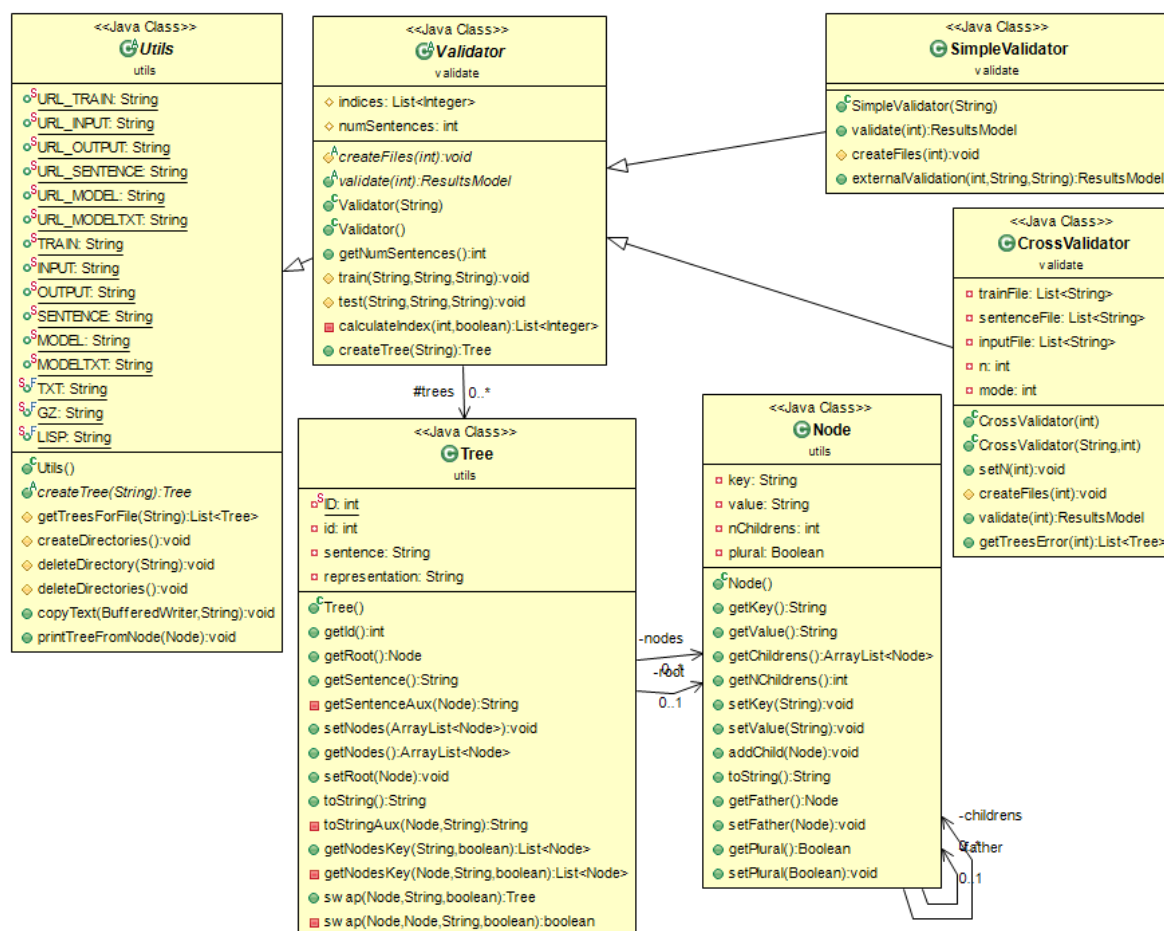 <<Java Class>>
Utils
utils
URL_TRAIN: String
URL_INPUT: String
URL_OUTPUT: String
URL_SENTENCE: String
URL_MODEL: String
URL_MODELTXT: String
TRAIN: String
INPUT: String
OUTPUT: String
SENTENCE: String
MODEL: String
MODELTXT: String
TXT: String
GZ: String
LISP: String
Utils()
createTree(String):Tree
getTreesForFile(String):List<Tree>
createDirectories():void
deleteDirectory(String):void
deleteDirectories():void
copyText(BufferedWriter,String):void
printTreeFromNode(Node):void
<<Java Class>>
Validator
validate
indices: List<Integer>
numSentences: int
createFiles(int):void
validate(int):ResultsModel
Validator(String)
Validator()
getNumSentences():int
train(String,String,String):void
test(String,String,String):void
calculateIndex(int,boolean):List<Integer>
createTree(String):Tree
<<Java Class>>
SimpleValidator
validate
SimpleValidator(String)
validate(int):ResultsModel
createFiles(int):void
externalValidation(int,String,String):ResultsModel
<<Java Class>>
CrossValidator
validate
trainFile: List<String>
sentenceFile: List<String>
inputFile: List<String>
n: int
mode: int
CrossValidator(int)
CrossValidator(String,int)
setN(int):void
createFiles(int):void
validate(int):ResultsModel
getTreesError(int):List<Tree>
#trees
0..*
<<Java Class>>
Tree
utils
ID: int
id: int
sentence: String
representation: String
Tree()
getId():int
getRoot():Node
getSentence():String
getSentenceAux(Node):String
setNodes(ArrayList<Node>):void
getNodes():ArrayList<Node>
setRoot(Node):void
toString():String
toStringAux(Node,String):String
getNodesKey(String,boolean):List<Node>
getNodesKey(Node,String,boolean):List<Node>
swap(Node,String,boolean):Tree
swap(Node,Node,String,boolean):boolean
-nodes
-root
0..1
<<Java Class>>
Node
utils
key: String
value: String
nChildrens: int
plural: Boolean
Node()
getKey():String
getValue():String
getChildrens():ArrayList<Node>
getNChildrens():int
setKey(String):void
setValue(String):void
addChild(Node):void
toString():String
getFather():Node
setFather(Node):void
getPlural():Boolean
setPlural(Boolean):void
-childrens
father
0..1